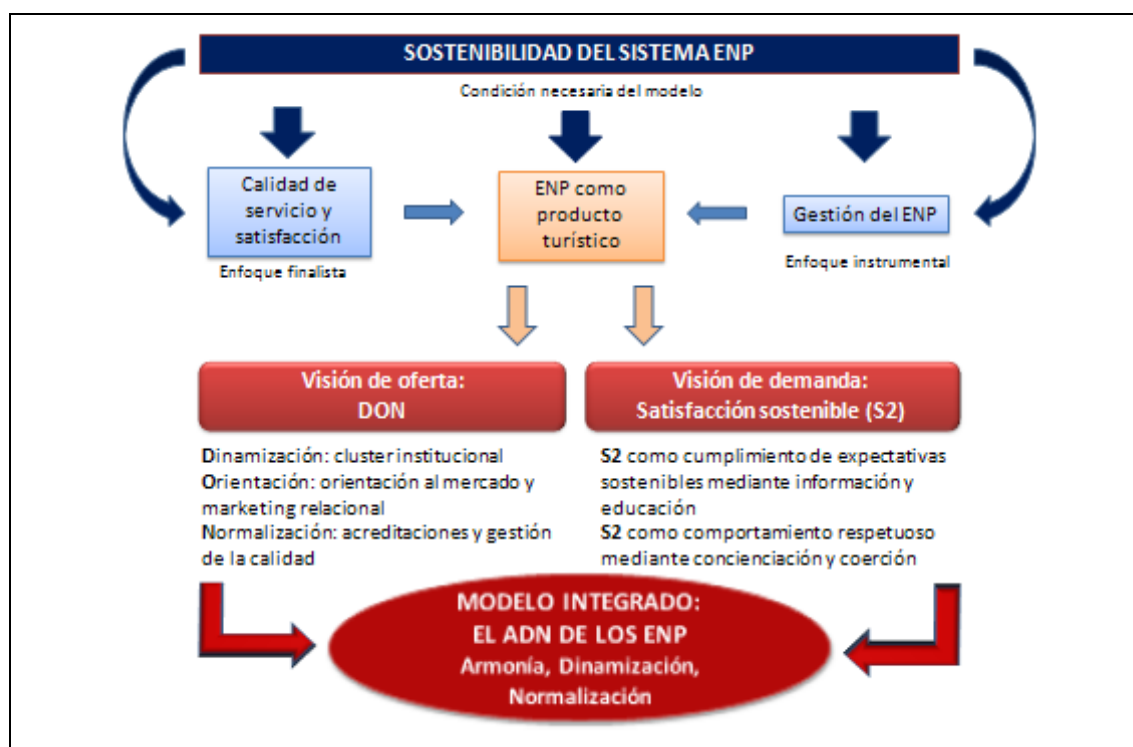 SOSTENIBILIDAD DEL SISTEMA ENP
Condición necesaria del modelo
Calidad de
servicio y
satisfacción
Enfoque finalista
ENP como
producto
turístico
Gestión del ENP
Enfoque instrumental
Visión de oferta:
DON
Dinamización: cluster institucional
Orientación: orientación al mercado y
marketing relacional
Normalización: acreditaciones y gestión
de la calidad
Visión de demanda:
Satisfacción sostenible (S2)
S2 como cumplimiento de expectativas
sostenibles mediante información y
educación
S2 como comportamiento respetuoso
mediante concienciación y coerción
MODELO INTEGRADO:
EL ADN DE LOS ENP
Armonía, Dinamización,
Normalización